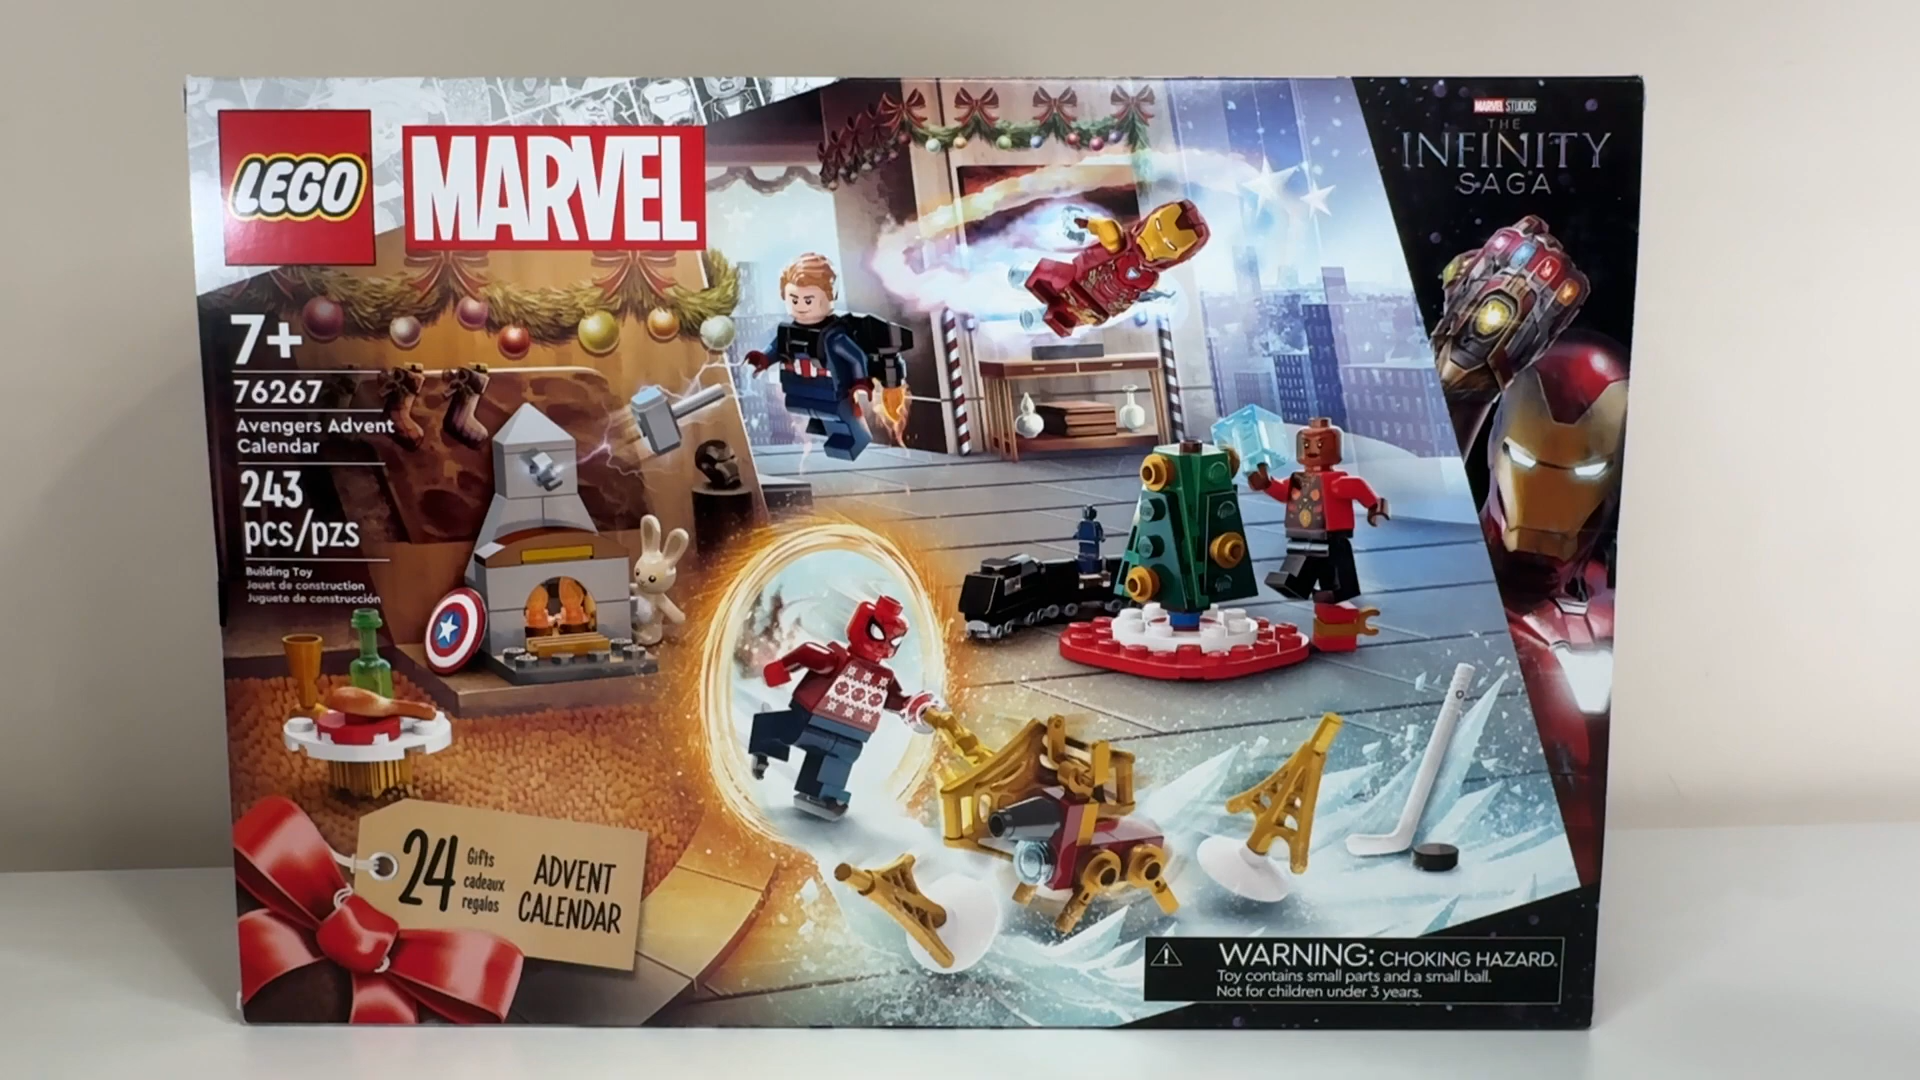 LEGO
MARVEL
MARVEL STUDIOS
THE
INFINITY
SAGA
7+
76267
Avengers Advent
Calendar
243
pcs/pzs
Building Toy
Jouet de construction
Juguete de construcción
24
Gifts
cadeaux
regalos
ADVENT
CALENDAR
WARNING: CHOKING HAZARD.
Toy contains small parts and a small ball.
Not for children under 3 years.